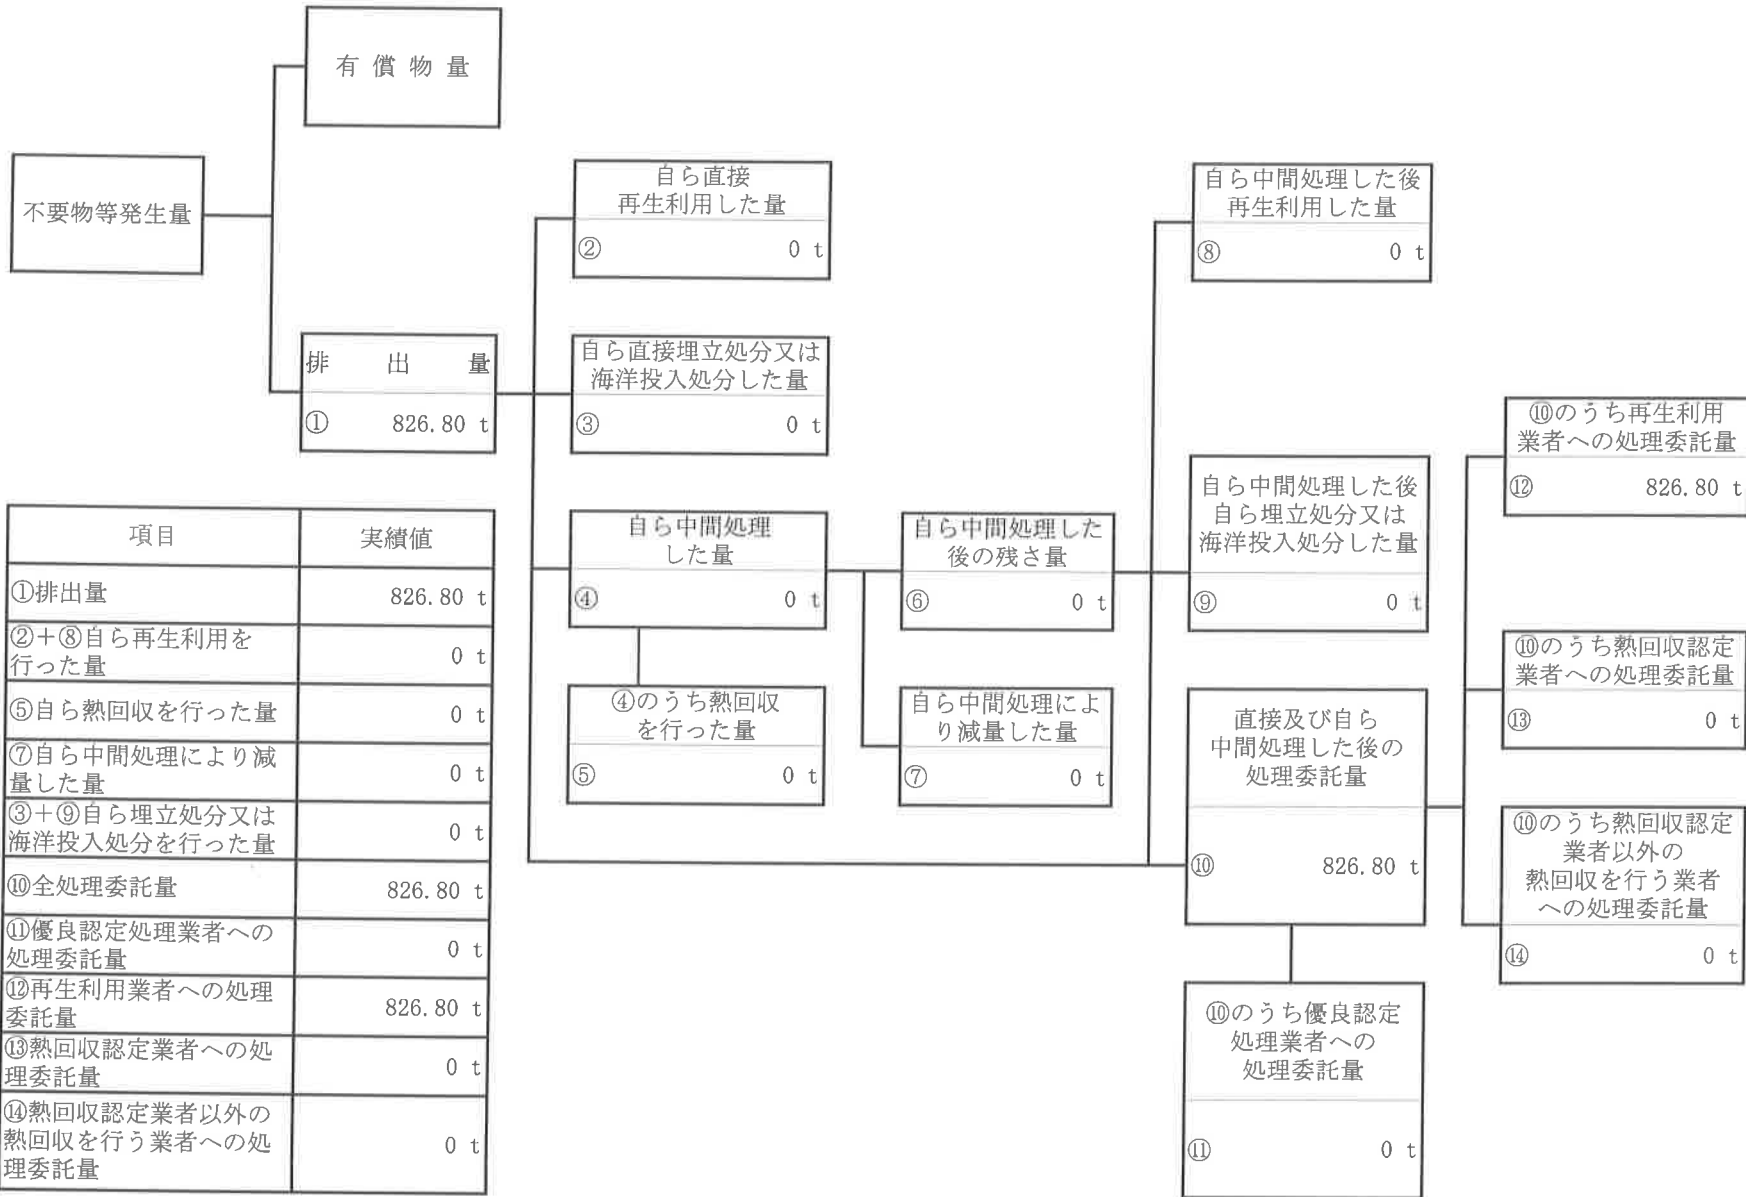 有償物量
不要物等発生量
排出量
① 826.80 t
自ら直接
再生利用した量
② 0 t
自ら直接埋立処分又は
海洋投入処分した量
③ 0 t
自ら中間処理
した量
④ 0 t
④のうち熱回収
を行った量
⑤ 0 t
自ら中間処理した
後の残さ量
⑥ 0 t
自ら中間処理によ
り減量した量
⑦ 0 t
自ら中間処理した後
再生利用した量
⑧ 0 t
自ら中間処理した後
自ら埋立処分又は
海洋投入処分した量
⑨ 0 t
直接及び自ら
中間処理した後の
処理委託量
⑩ 826.80 t
⑩のうち優良認定
処理業者への
処理委託量
⑪ 0 t
⑩のうち再生利用
業者への処理委託量
⑫ 826.80 t
⑩のうち熱回収認定
業者への処理委託量
⑬ 0 t
⑩のうち熱回収認定
業者以外の
熱回収を行う業者
への処理委託量
⑭ 0 t
項目 実績値
①排出量 826.80 t
②+⑧自ら再生利用を
行った量 0 t
⑤自ら熱回収を行った量 0 t
⑦自ら中間処理により減
量した量 0 t
③+⑨自ら埋立処分又は
海洋投入処分を行った量 0 t
⑩全処理委託量 826.80 t
⑪優良認定処理業者への
処理委託量 0 t
⑫再生利用業者への処理
委託量 826.80 t
⑬熱回収認定業者への処
理委託量 0 t
⑭熱回収認定業者以外の
熱回収を行う業者への処
理委託量 0 t